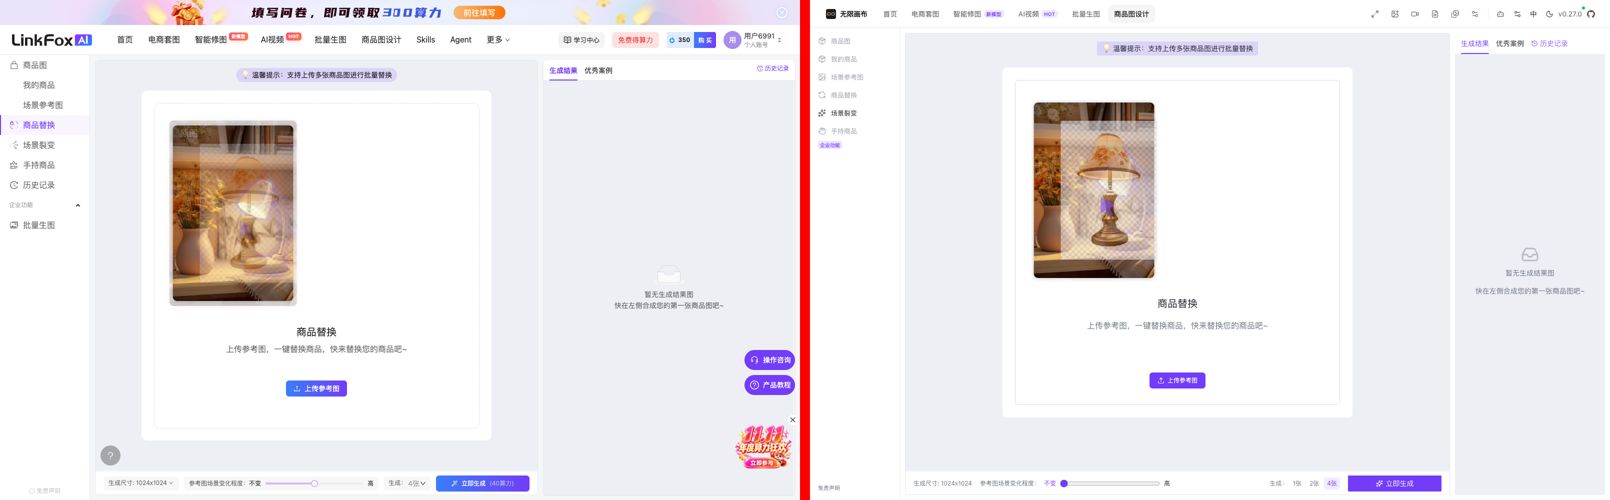 填写问卷，即可领取300算力
前往填写
LinkFox AI
首页
电商套图
智能修图
新模型
AI视频
HOT
批量生图
商品图设计
Skills
Agent
更多
学习中心
免费得算力
350
购买
用
用户6991
个人账号
商品图
我的商品
场景参考图
商品替换
场景裂变
手持商品
历史记录
企业功能
批量生图
免责声明
💡 温馨提示：支持上传多张商品图进行批量替换
商品替换
上传参考图，一键替换商品，快来替换您的商品吧~
上传参考图
生成尺寸: 1024x1024
参考图场景变化程度：
不变
高
生成：
4张
立即生成
(40算力)
生成结果
优秀案例
历史记录
暂无生成结果图
快在左侧合成您的第一张商品图吧~
操作咨询
产品教程
11.11
年度算力狂欢
立即参与
无限画布
首页
电商套图
智能修图
新模型
AI视频
HOT
批量生图
商品图设计
中
v0.27.0
商品图
我的商品
场景参考图
商品替换
场景裂变
手持商品
企业功能
免责声明
💡 温馨提示：支持上传多张商品图进行批量替换
商品替换
上传参考图，一键替换商品，快来替换您的商品吧~
上传参考图
生成尺寸: 1024x1024
参考图场景变化程度：
不变
高
生成：
1张
2张
4张
立即生成
生成结果
优秀案例
历史记录
暂无生成结果图
快在左侧合成您的第一张商品图吧~